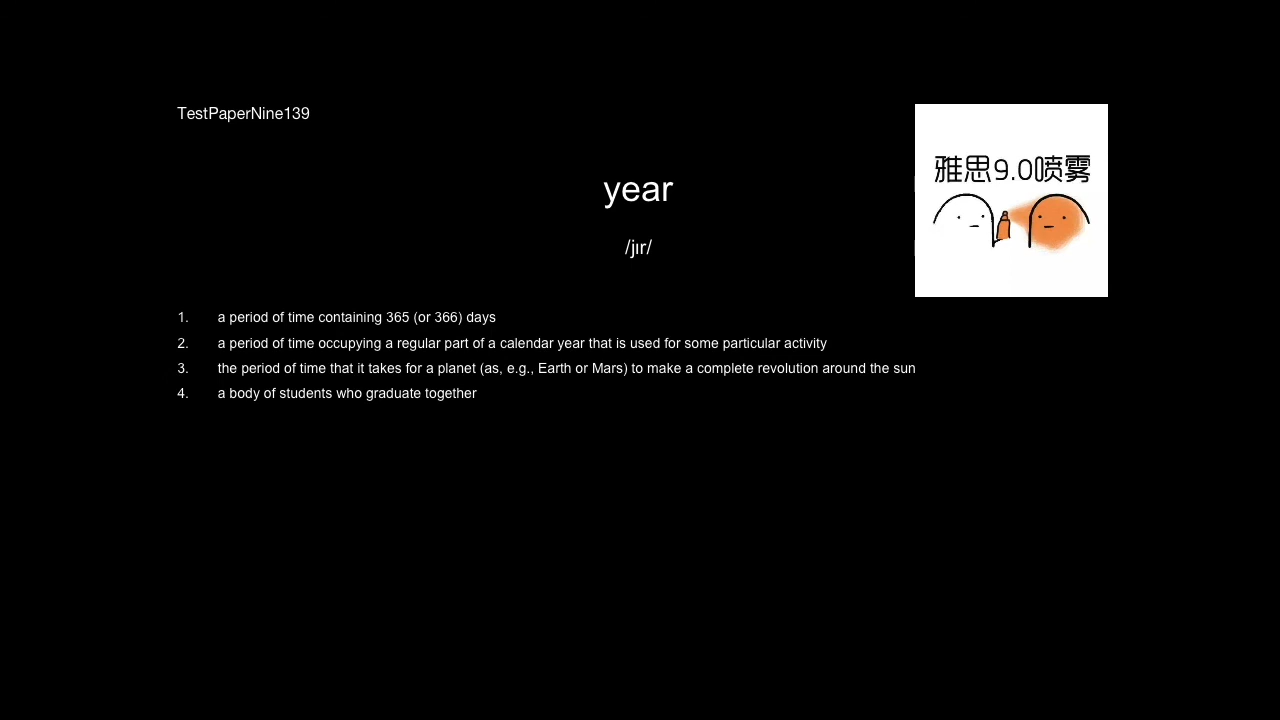 TestPaperNine139
雅思9.0喷雾
year
/jɪr/
1. a period of time containing 365 (or 366) days
2. a period of time occupying a regular part of a calendar year that is used for some particular activity
3. the period of time that it takes for a planet (as, e.g., Earth or Mars) to make a complete revolution around the sun
4. a body of students who graduate together